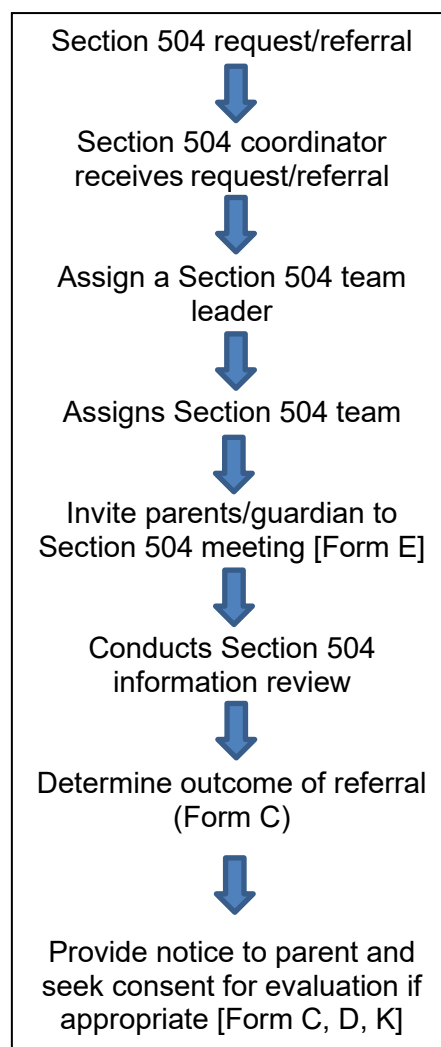 Section 504 request/referral
Section 504 coordinator
receives request/referral
Assign a Section 504 team
leader
Assigns Section 504 team
Invite parents/guardian to
Section 504 meeting [Form E]
Conducts Section 504
information review
Determine outcome of referral
(Form C)
Provide notice to parent and
seek consent for evaluation if
appropriate [Form C, D, K]